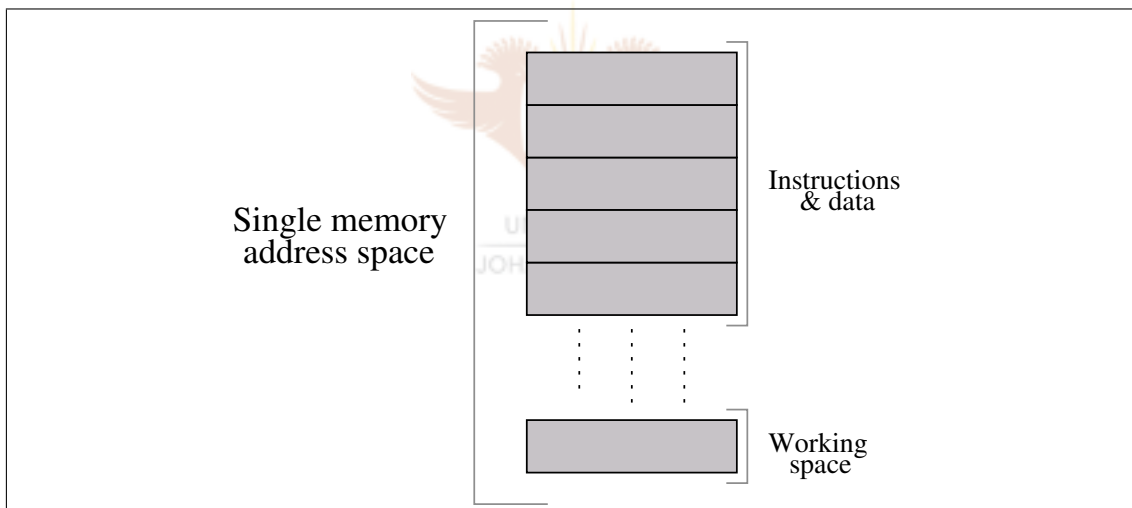 Single memory
address space
Instructions
& data
Working
space